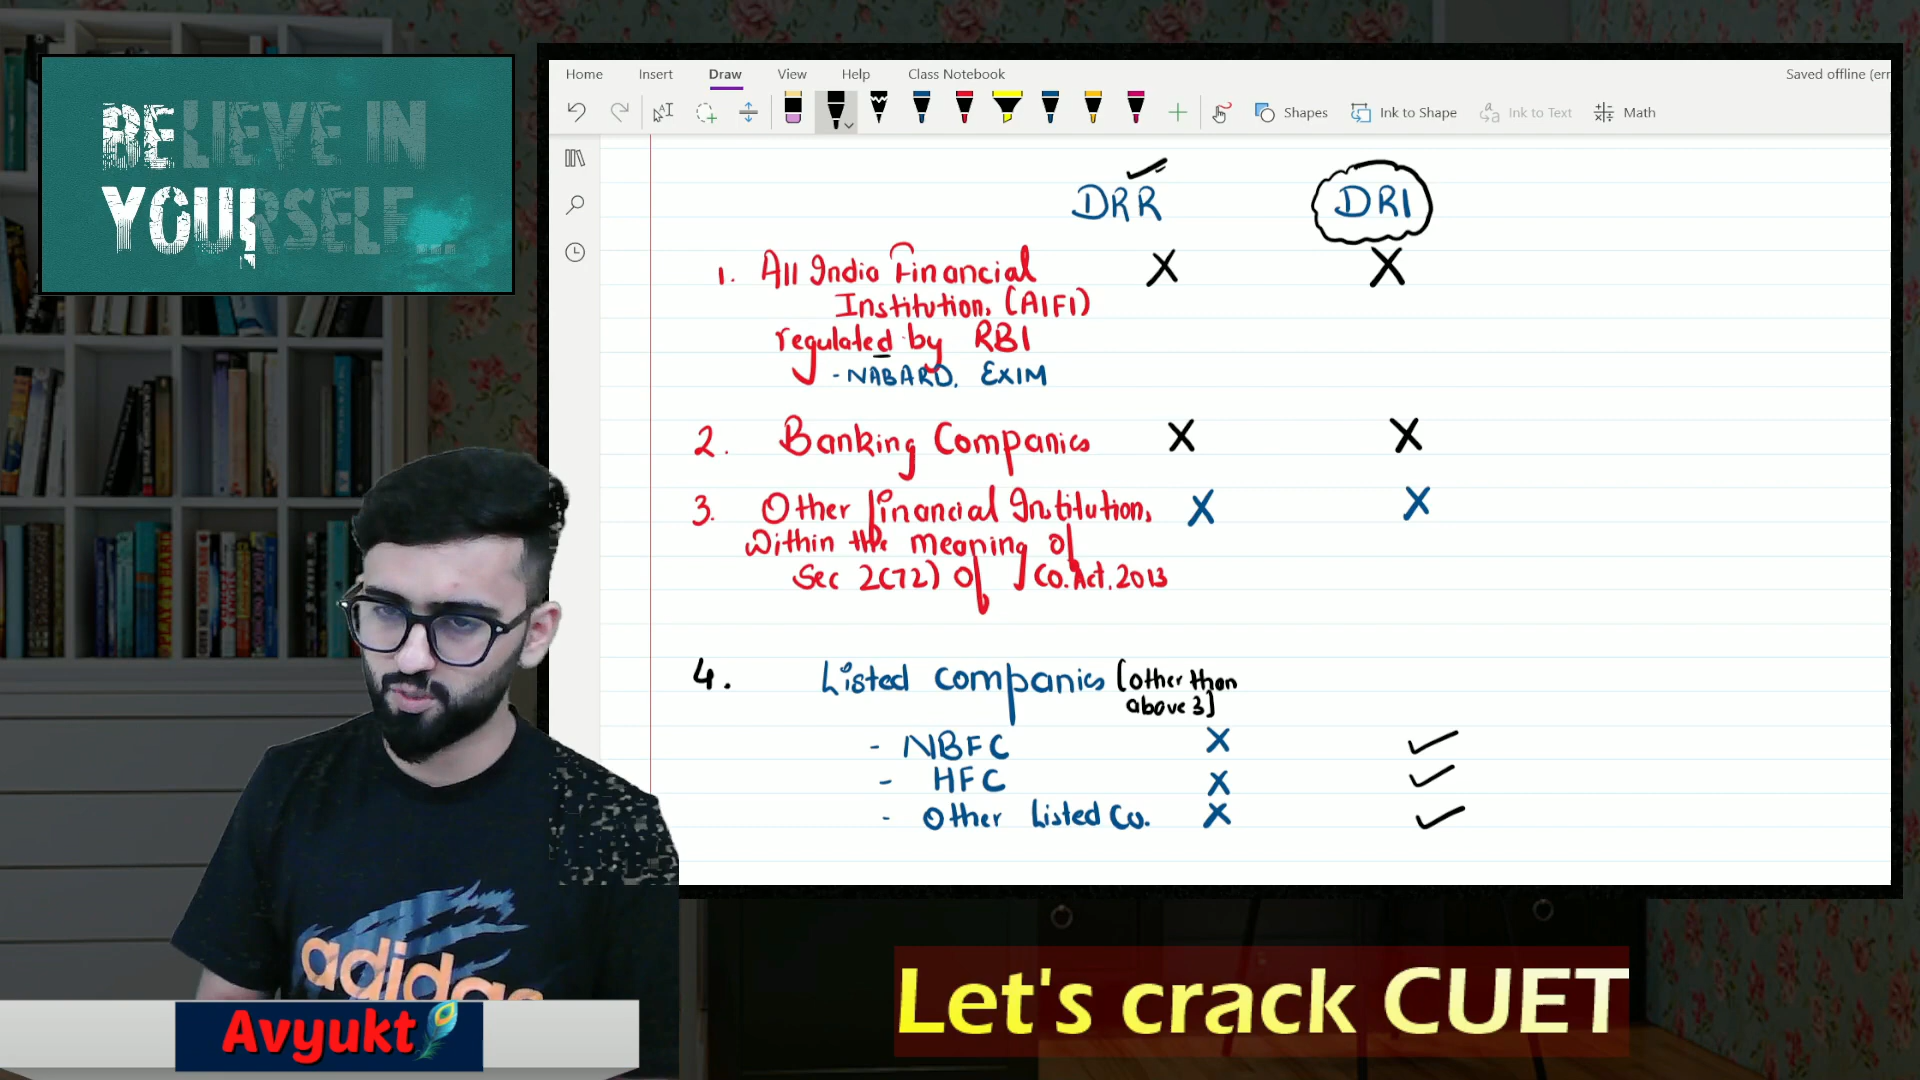 BELIEVE IN
YOURSELF...
Home Insert Draw View Help Class Notebook Saved offline (err
Shapes Ink to Shape Ink to Text Math
DRR DRI
1. All India Financial X X
Institution. (AIFI)
regulated by RBI
- NABARD. EXIM
2. Banking Companies X X
3. Other financial Institution, X X
within the meaning of
Sec 2(72) of Co. Act. 2013
4. Listed companies [other than
above 3]
- NBFC X ✓
- HFC X ✓
- Other Listed Co. X ✓
adidas
Avyukt
Let's crack CUET